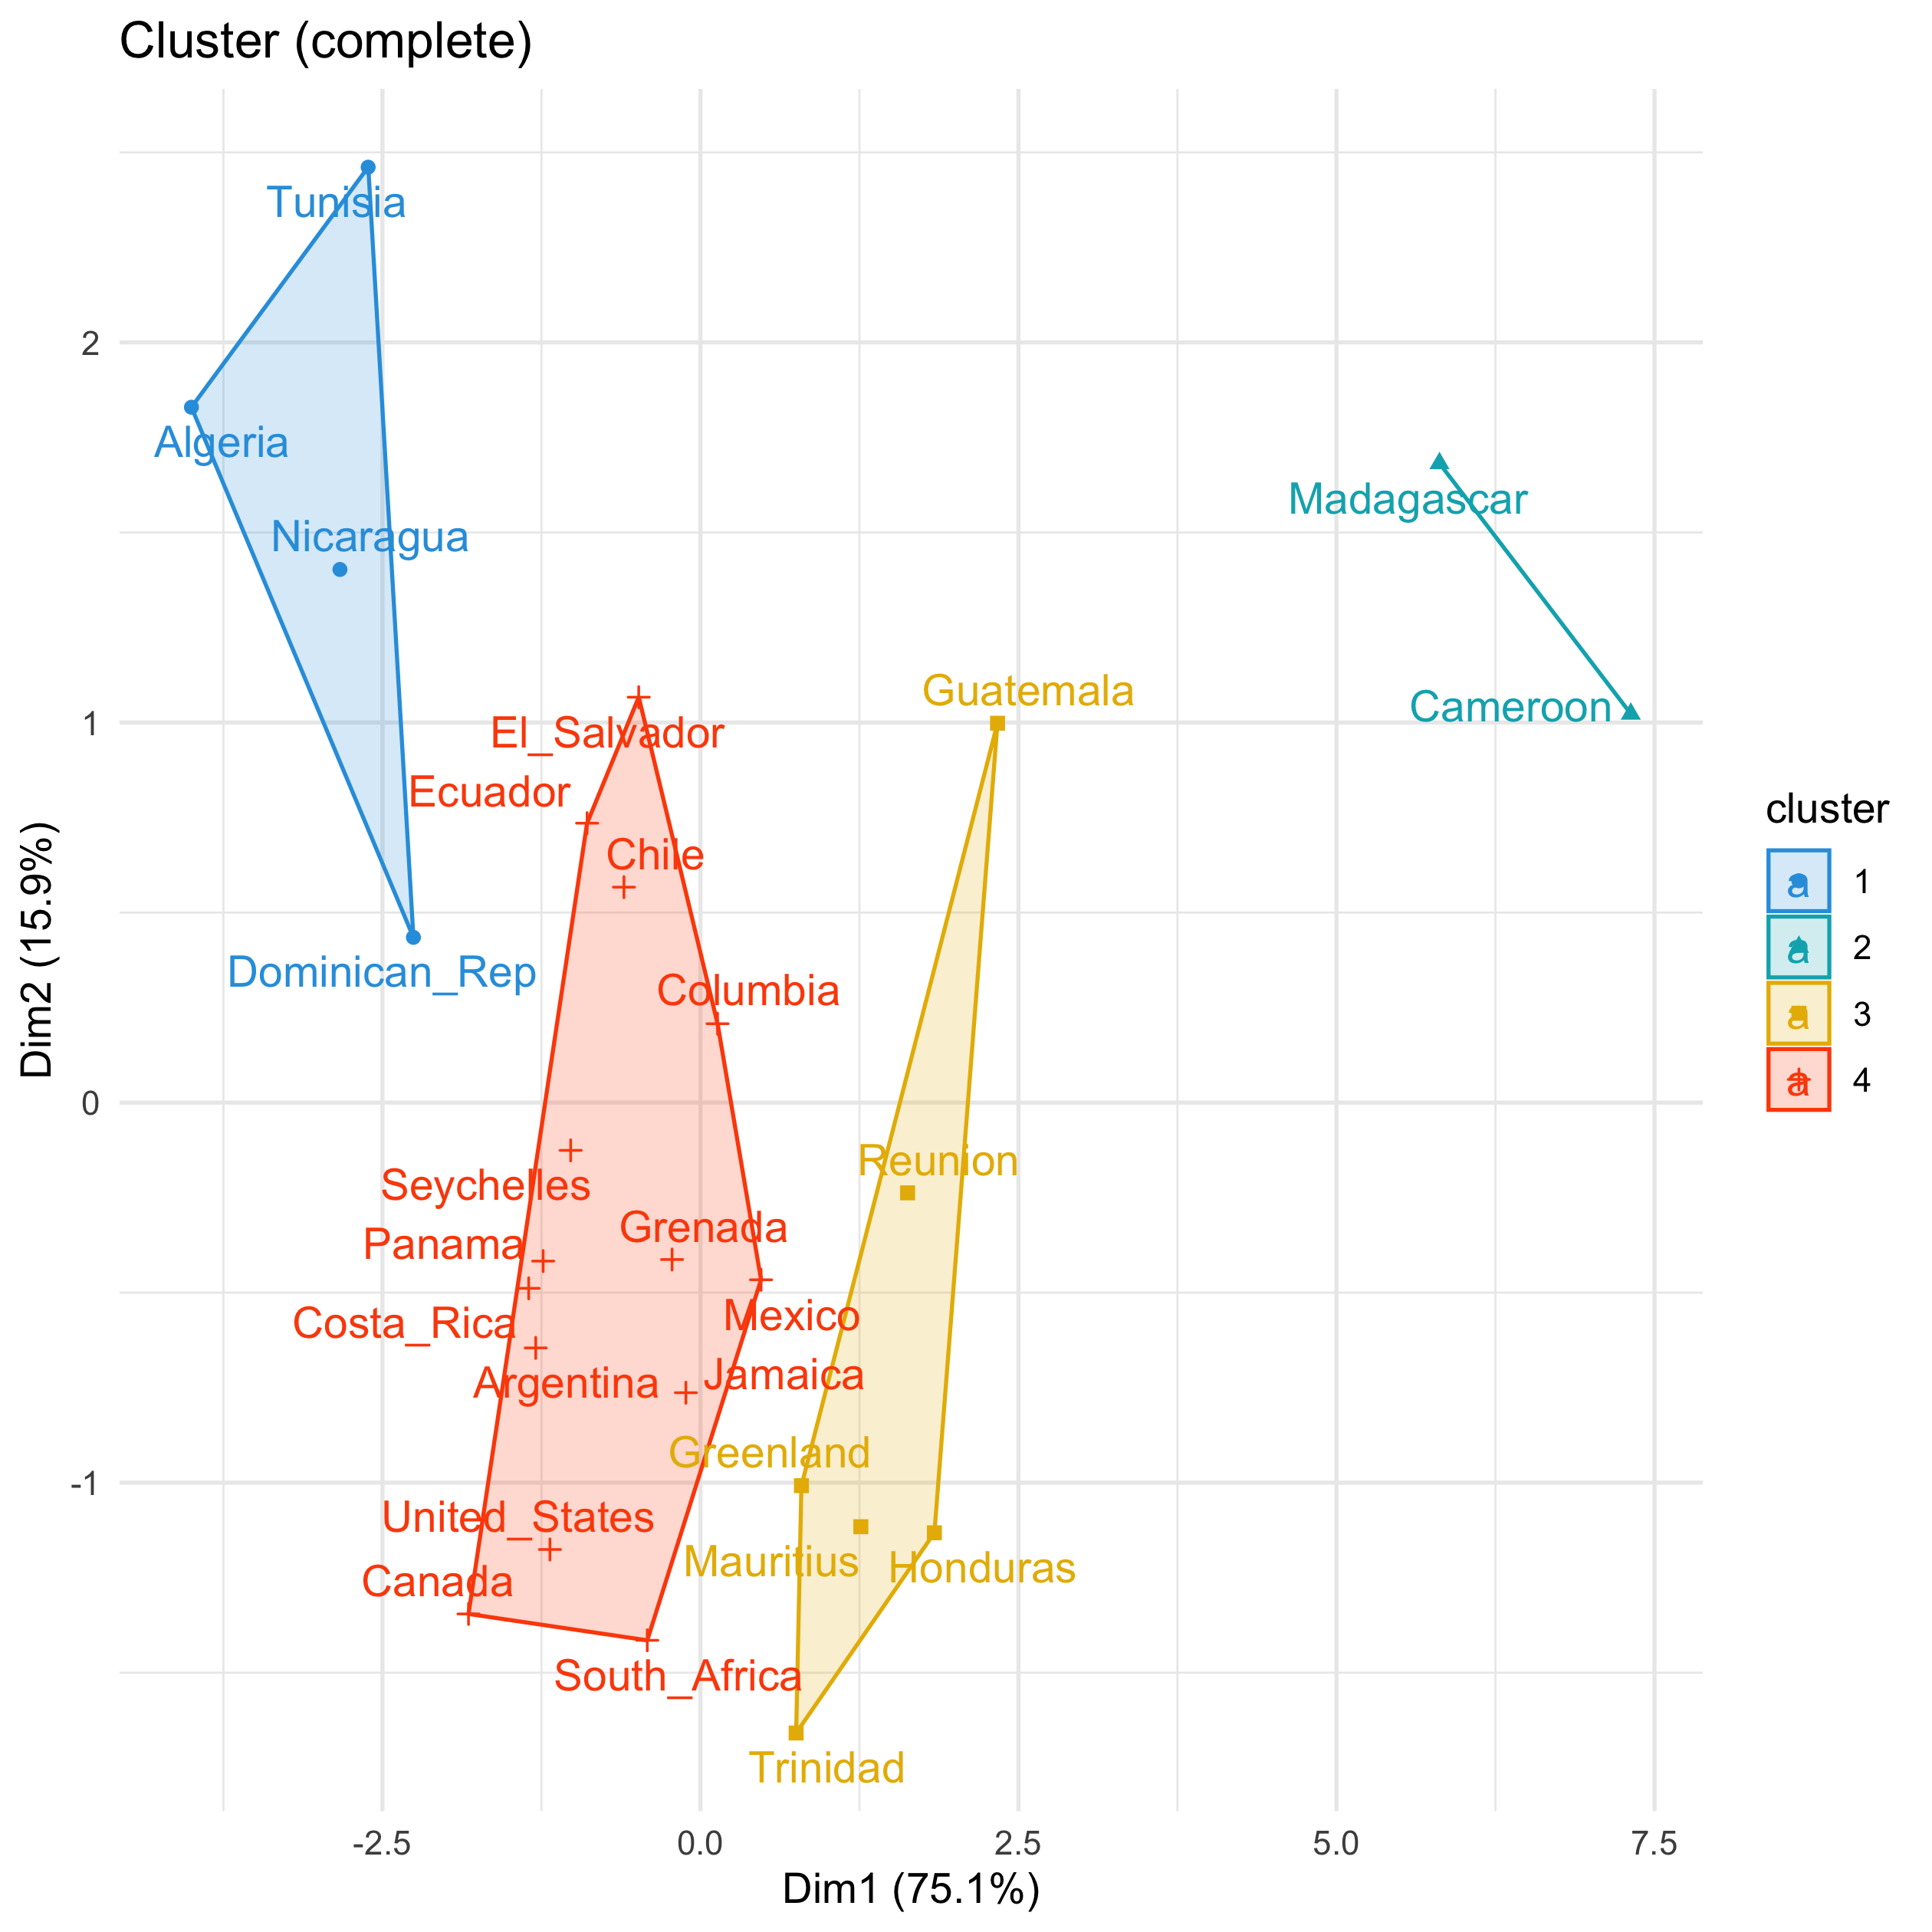 Cluster (complete)
Tunisia
2
Algeria
Madagascar
Nicaragua
Guatemala
Cameroon
1
El_Salvador
Ecuador
Chile
Dominican_Rep
Columbia
Dim2 (15.9%)
cluster
a 1
a 2
a 3
a 4
0
Reunion
Seychelles
Grenada
Panama
Costa_Rica
Mexico
Argentina
Jamaica
Greenland
-1
United_States
Mauritius
Honduras
Canada
South_Africa
Trinidad
-2.5 0.0 2.5 5.0 7.5
Dim1 (75.1%)